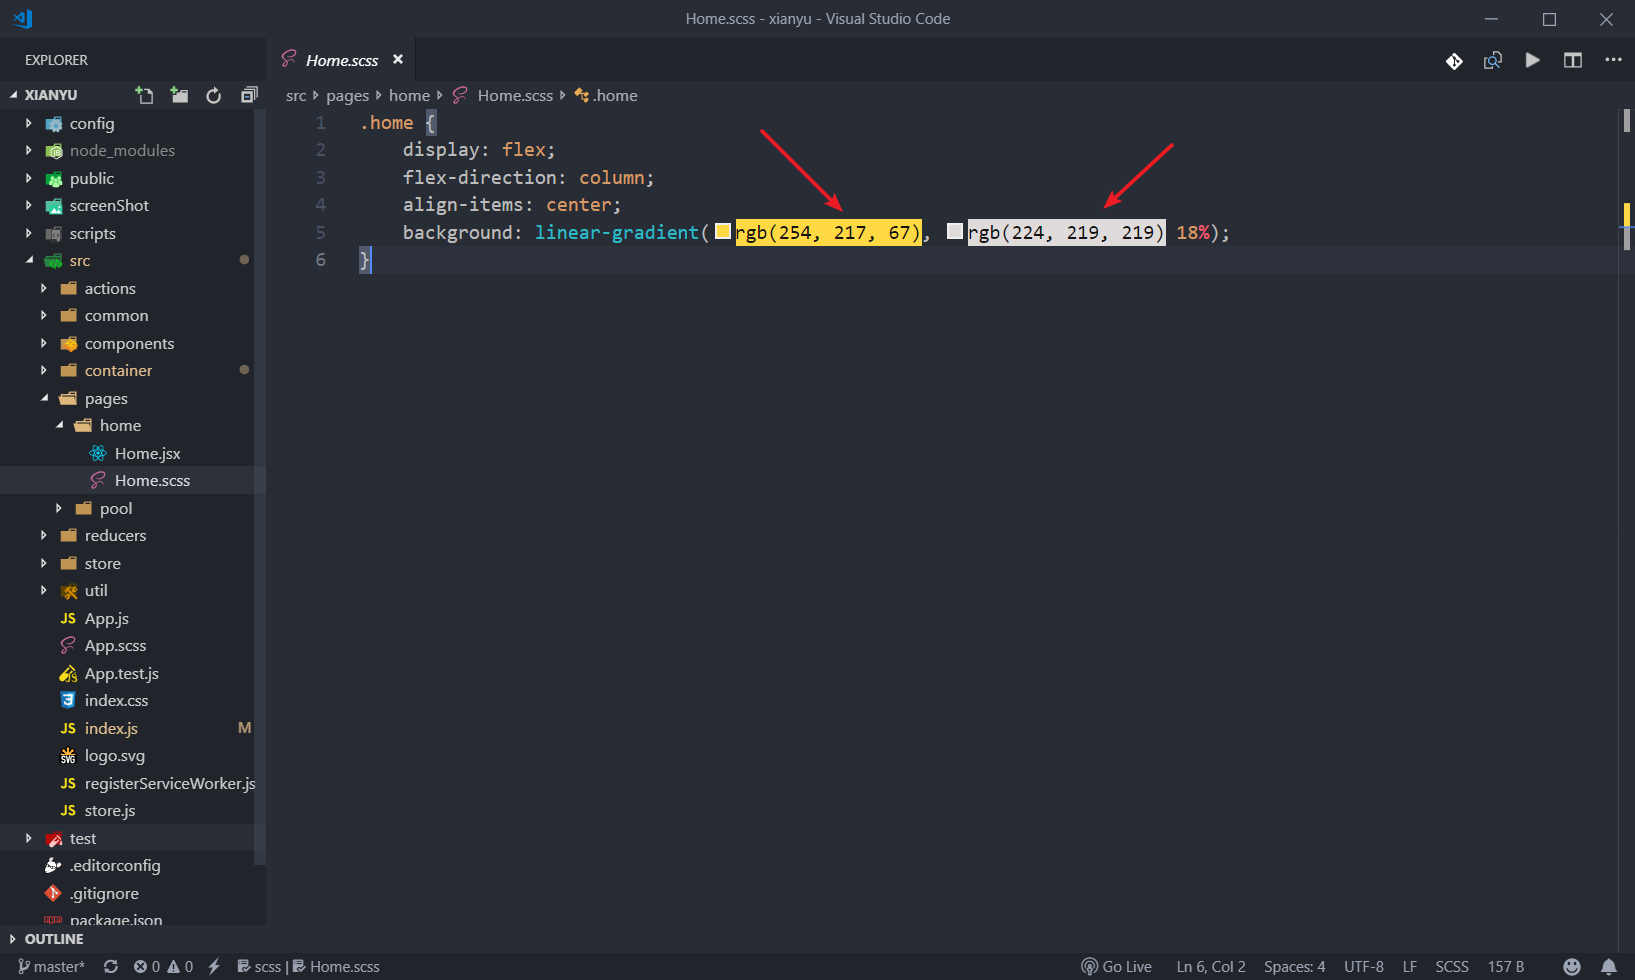 Home.scss - xianyu - Visual Studio Code
EXPLORER
Home.scss
XIANYU
src pages home Home.scss .home
config
node_modules
public
screenShot
scripts
src
actions
common
components
container
pages
home
Home.jsx
Home.scss
pool
reducers
store
util
JS App.js
App.scss
App.test.js
3 index.css
JS index.js M
SVG logo.svg
JS registerServiceWorker.js
JS store.js
test
.editorconfig
.gitignore
package.json
OUTLINE
1 .home {
2 display: flex;
3 flex-direction: column;
4 align-items: center;
5 background: linear-gradient(rgb(254, 217, 67), rgb(224, 219, 219) 18%);
6 }
master* 0 0 scss | Home.scss
Go Live Ln 6, Col 2 Spaces: 4 UTF-8 LF SCSS 157 B